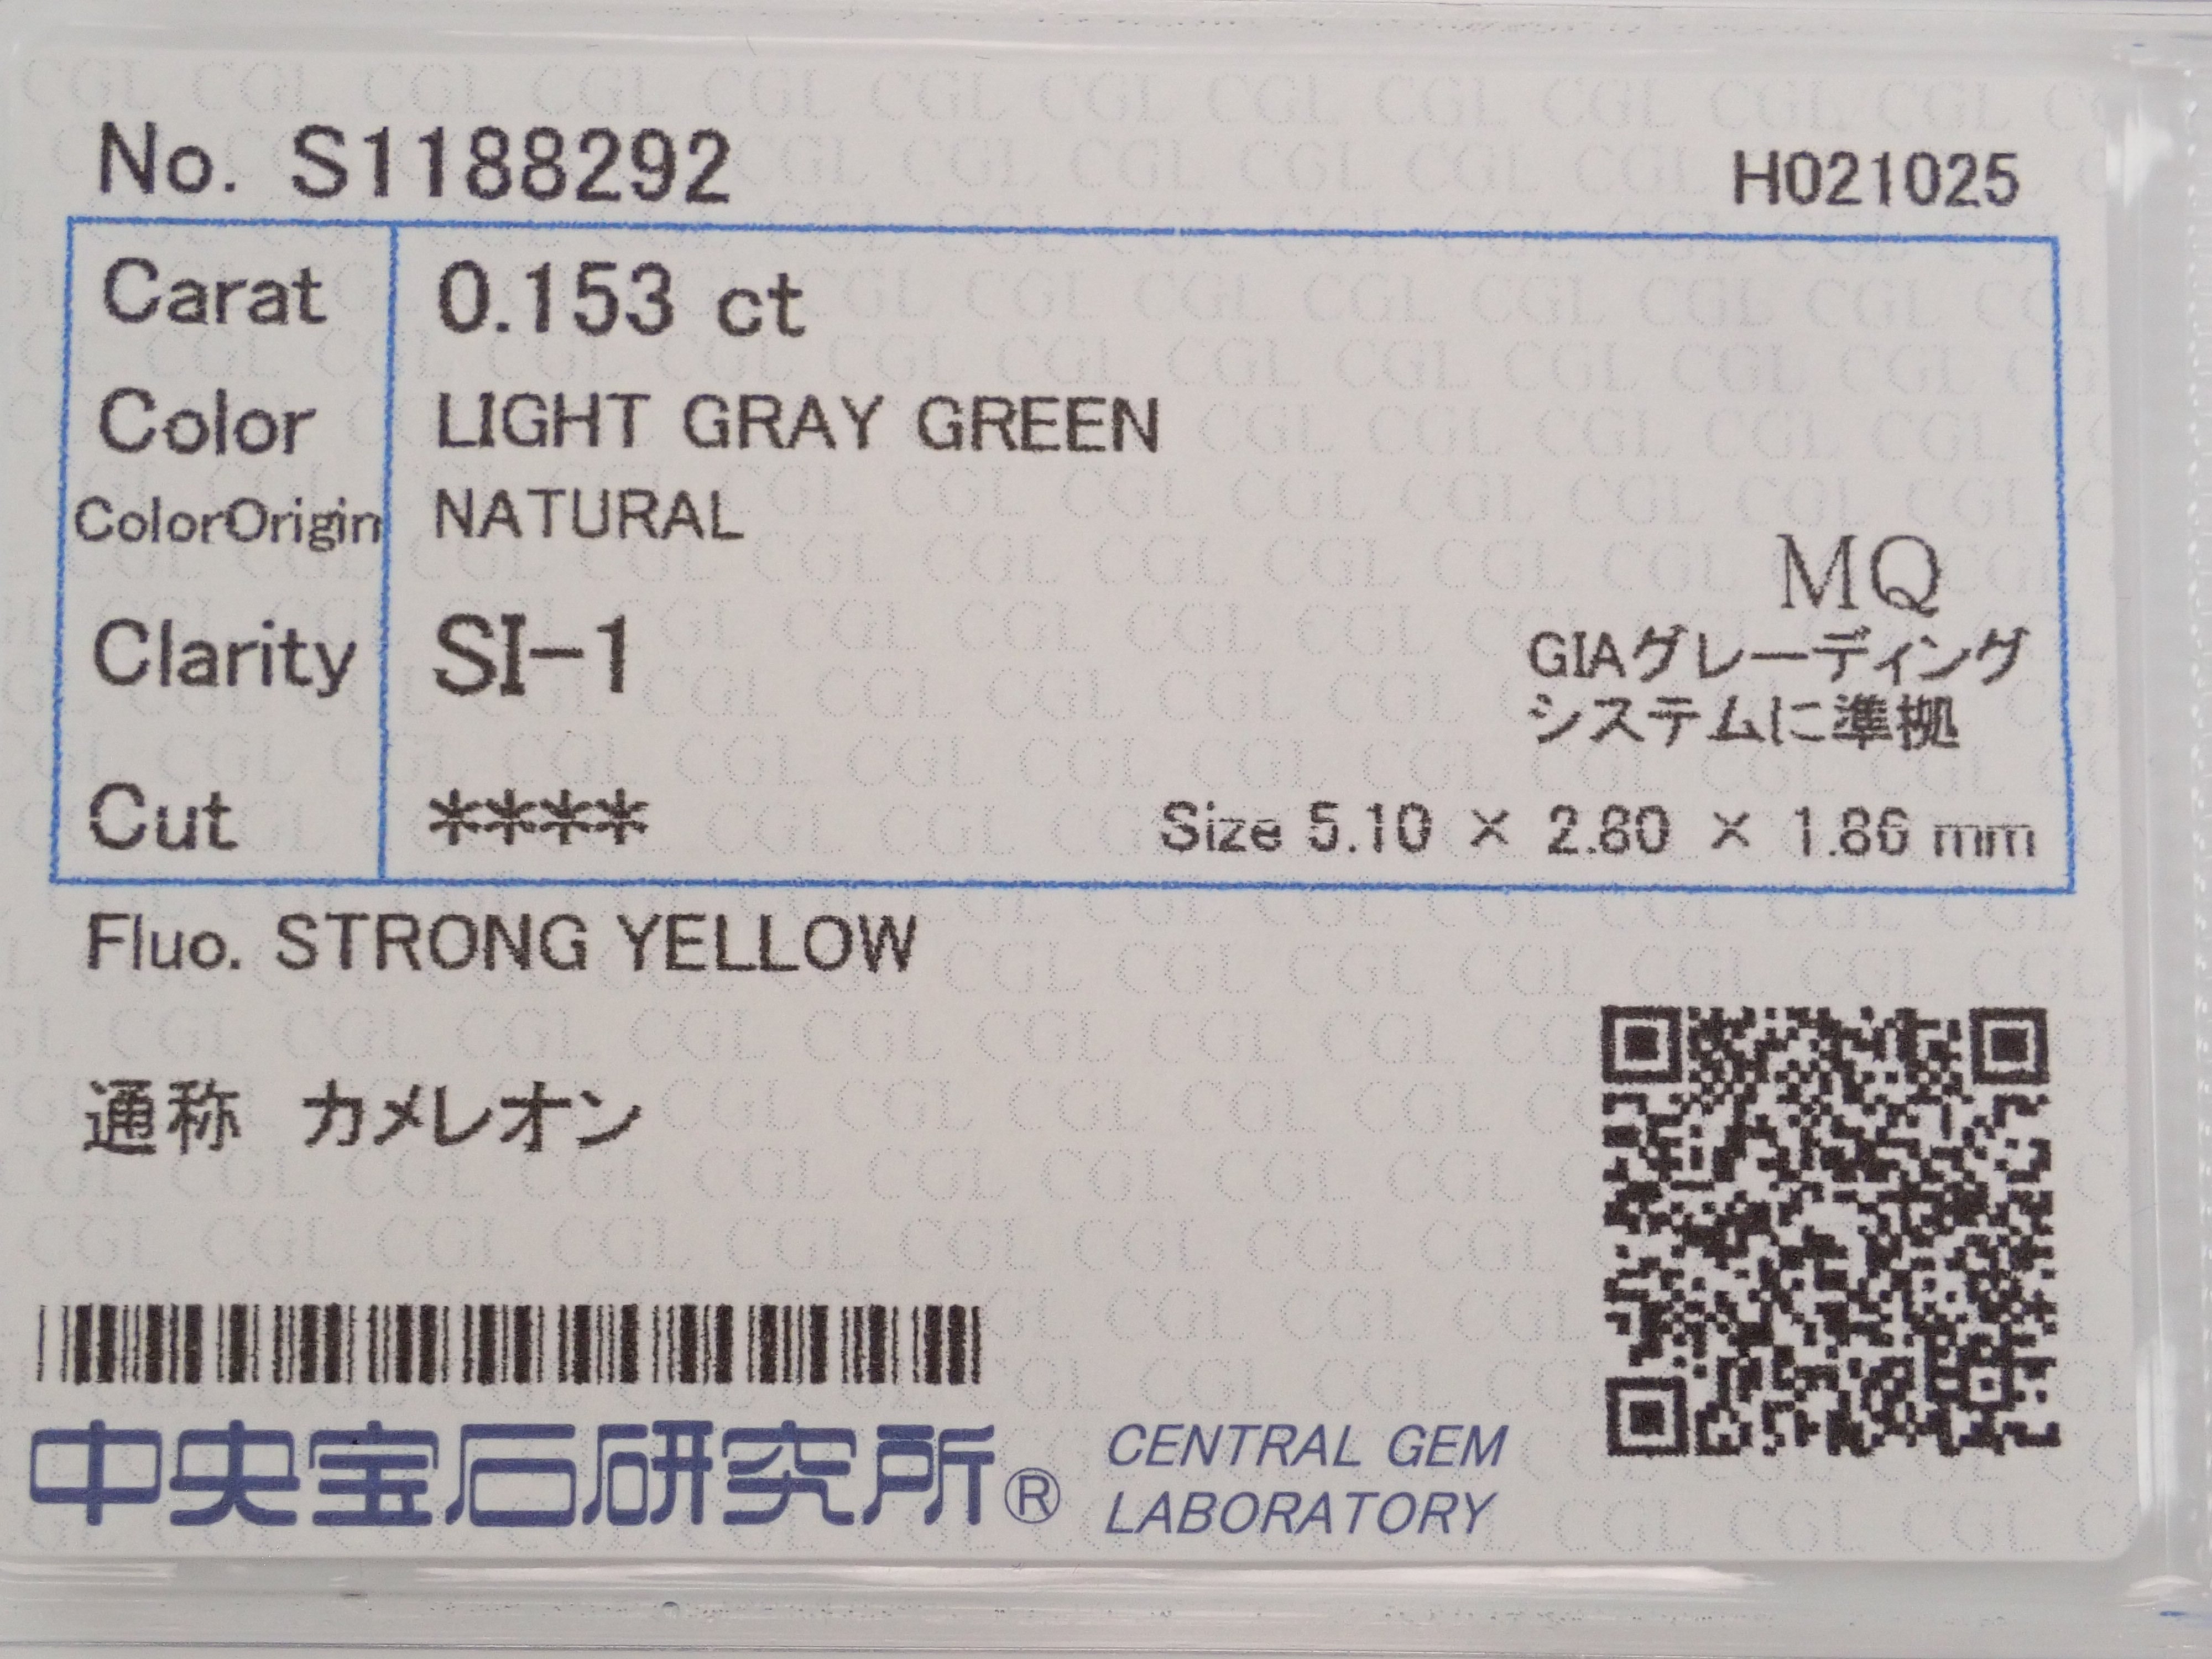 No. S1188292 H021025
Carat 0.153 ct
Color LIGHT GRAY GREEN
ColorOrigin NATURAL
MQ
Clarity SI-1
GIAグレーディング
システムに準拠
Cut **** Size 5.10 × 2.80 × 1.86 mm
Fluo. STRONG YELLOW
通称 カメレオン
中央宝石研究所® CENTRAL GEM
LABORATORY